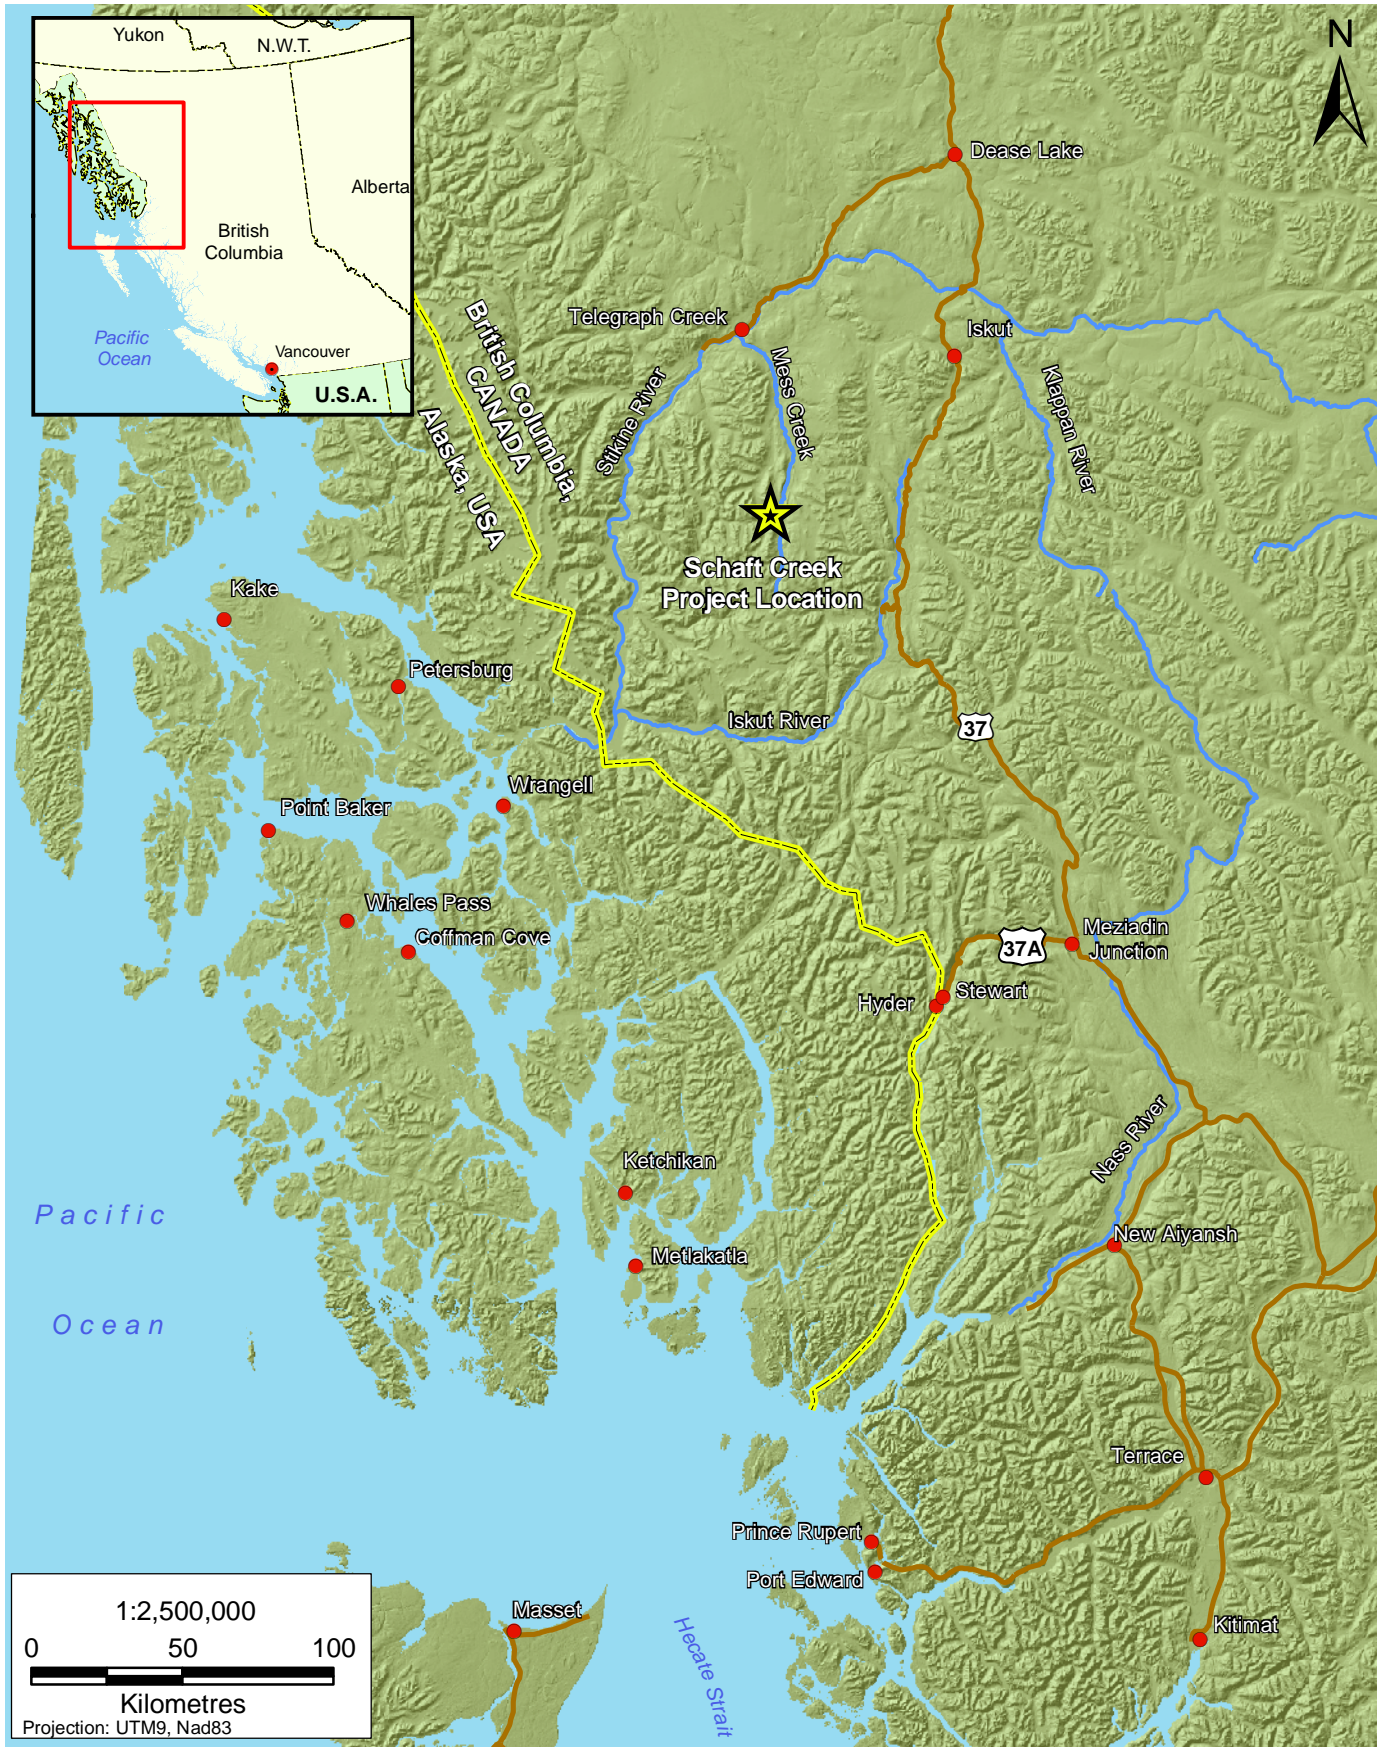 Yukon
N.W.T.
Alberta
British
Columbia
Pacific
Ocean
Vancouver
U.S.A.
N
Dease Lake
Telegraph Creek
Iskut
British Columbia,
CANADA
Alaska, USA
Stikine River
Mess Creek
Klappan River
Schaft Creek
Project Location
Kake
Petersburg
Iskut River
37
Wrangell
Point Baker
Whales Pass
Coffman Cove
Meziadin
Junction
37A
Stewart
Hyder
Nass River
Ketchikan
Pacific
New Aiyansh
Metlakatla
Ocean
Terrace
Prince Rupert
Port Edward
Masset
Hecate Strait
Kitimat
1:2,500,000
0 50 100
Kilometres
Projection: UTM9, Nad83